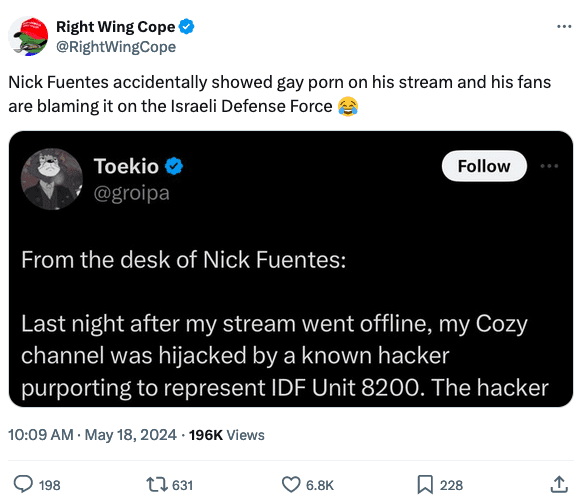 Right Wing Cope
@RightWingCope
Nick Fuentes accidentally showed gay porn on his stream and his fans
are blaming it on the Israeli Defense Force 😂
Toekio
@groipa
Follow
From the desk of Nick Fuentes:
Last night after my stream went offline, my Cozy
channel was hijacked by a known hacker
purporting to represent IDF Unit 8200. The hacker
10:09 AM · May 18, 2024 · 196K Views
198
631
6.8K
228